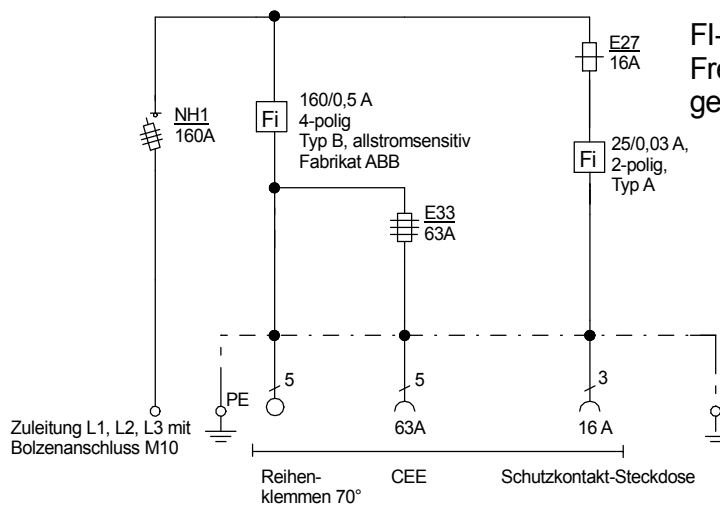 E27
16A
FI-
Fre
ge
NH1
160A
Fi
160/0,5 A
4-polig
Typ B, allstromsensitiv
Fabrikat ABB
Fi
25/0,03 A,
2-polig,
Typ A
E33
63A
PE
5
5
3
Zuleitung L1, L2, L3 mit
Bolzenanschluss M10
63A
16 A
Reihen-
klemmen 70°
CEE
Schutzkontakt-Steckdose